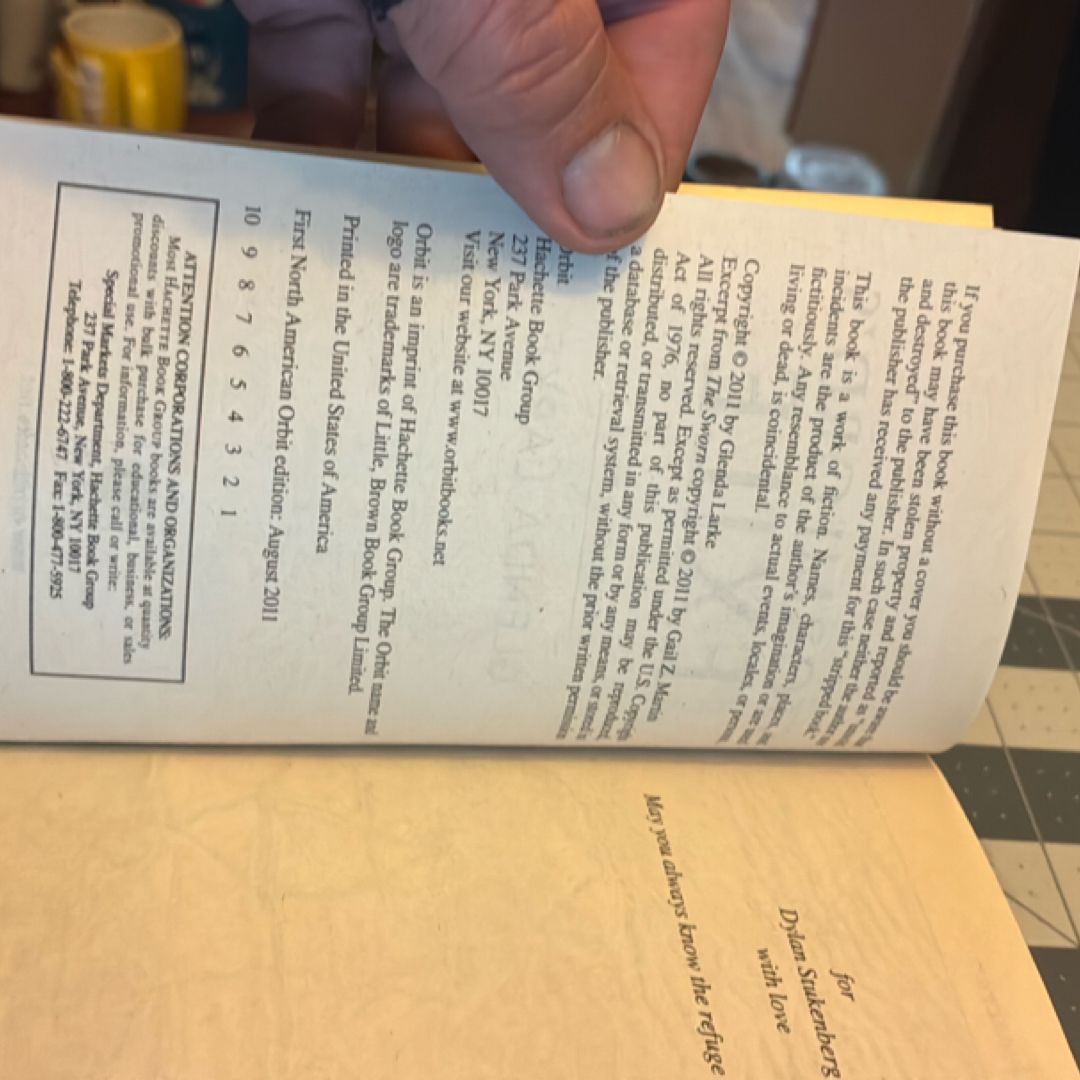 If you purchase this book without a cover you should be
this book may have been stolen property and reported as
and destroyed" to the publisher. In such case neither the
the publisher has received any payment for this "stripped book."
This book is a work of fiction. Names, characters, places,
incidents are the product of the author's imagination or are
fictitiously. Any resemblance to actual events, locales, or
living or dead, is coincidental.
Copyright © 2011 by Glenda Larke
Excerpt from The Sworn copyright © 2011 by Gail Z. Martin
All rights reserved. Except as permitted under the U.S.
Act of 1976, no part of this publication may be reproduced,
distributed, or transmitted in any form or by any means, or stored
a database or retrieval system, without the prior written
of the publisher.
Orbit
Hachette Book Group
237 Park Avenue
New York, NY 10017
Visit our website at www.orbitbooks.net
Orbit is an imprint of Hachette Book Group. The Orbit name and
logo are trademarks of Little, Brown Book Group Limited.
Printed in the United States of America
First North American Orbit edition: August 2011
10 9 8 7 6 5 4 3 2 1
ATTENTION CORPORATIONS AND ORGANIZATIONS:
Most HACHETTE BOOK GROUP books are available at quantity
discounts with bulk purchase for educational, business, or sales
promotional use. For information, please call or write:
Special Markets Department, Hachette Book Group
237 Park Avenue, New York, NY 10017
Telephone: 1-800-222-6747 Fax: 1-800-477-5925
for
Dylan Stukenberg
with love
May you always know the refuge